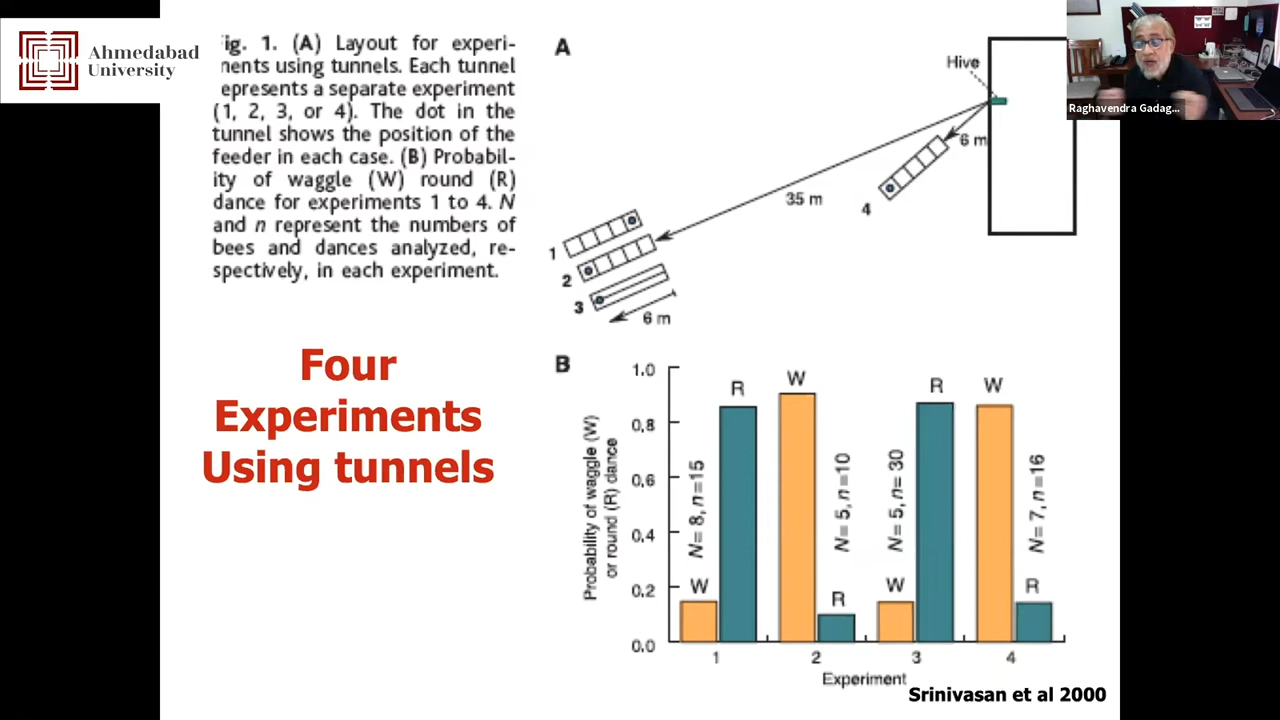 Ahmedabad
University
ig. 1. (A) Layout for experi-
nents using tunnels. Each tunnel
epresents a separate experiment
(1, 2, 3, or 4). The dot in the
tunnel shows the position of the
feeder in each case. (B) Probabil-
ity of waggle (W) round (R)
dance for experiments 1 to 4. N
and n represent the numbers of
bees and dances analyzed, re-
spectively, in each experiment.
Four
Experiments
Using tunnels
A
Hive
6 m
35 m
4
1
2
3
6 m
B
Probability of waggle (W)
or round (R) dance
1.0
0.8
0.6
0.4
0.2
0.0
W
N= 8, n=15
R
W
R
N= 5, n=10
N= 5, n= 30
W
R
W
R
N= 7, n=16
1 2 3 4
Experiment
Srinivasan et al 2000
Raghavendra Gadag...